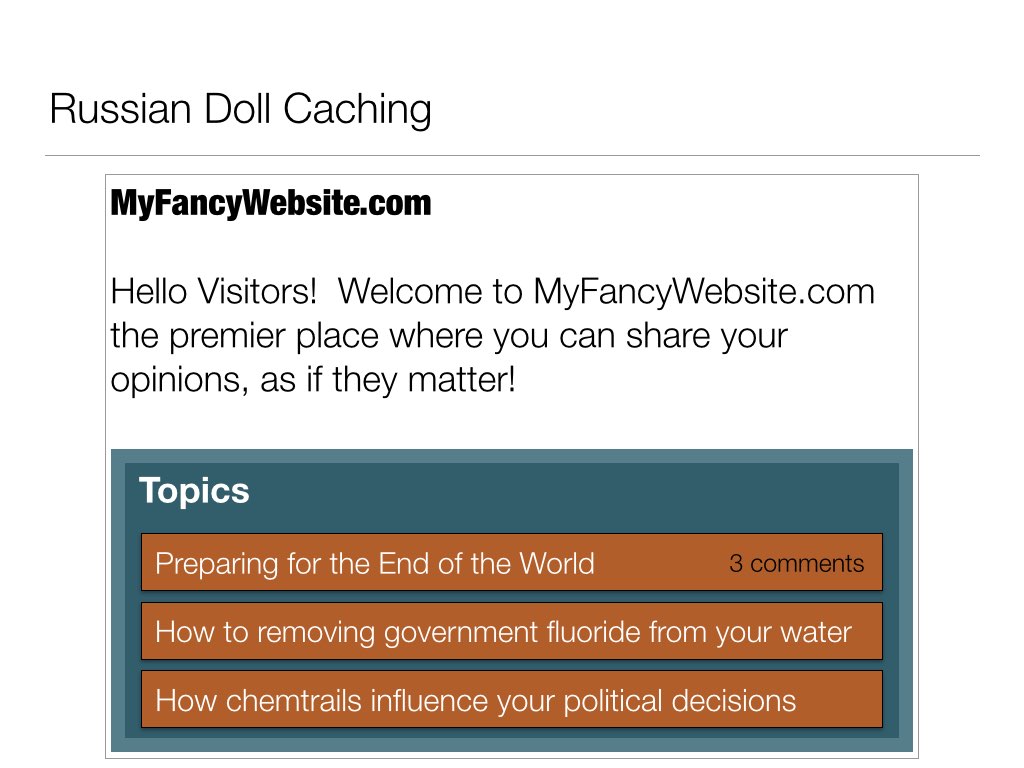 Russian Doll Caching
MyFancyWebsite.com
Hello Visitors!  Welcome to MyFancyWebsite.com
the premier place where you can share your
opinions, as if they matter!
Topics
Preparing for the End of the World 3 comments
How to removing government fluoride from your water
How chemtrails influence your political decisions